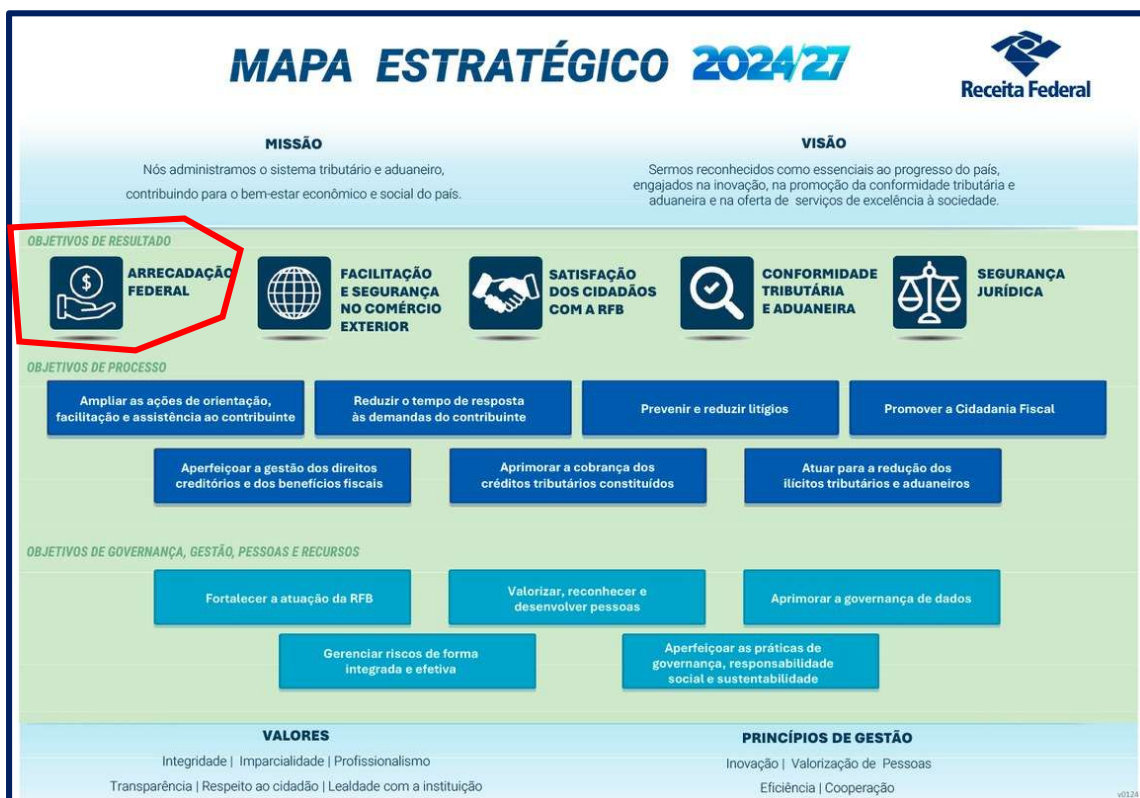 MAPA ESTRATÉGICO 2024/27
Receita Federal
MISSÃO
Nós administramos o sistema tributário e aduaneiro,
contribuindo para o bem-estar econômico e social do país.
VISÃO
Sermos reconhecidos como essenciais ao progresso do país,
engajados na inovação, na promoção da conformidade tributária e
aduaneira e na oferta de serviços de excelência à sociedade.
OBJETIVOS DE RESULTADO
$
ARRECADAÇÃO
FEDERAL
FACILITAÇÃO
E SEGURANÇA
NO COMÉRCIO
EXTERIOR
SATISFAÇÃO
DOS CIDADÃOS
COM A RFB
CONFORMIDADE
TRIBUTÁRIA
E ADUANEIRA
SEGURANÇA
JURÍDICA
OBJETIVOS DE PROCESSO
Ampliar as ações de orientação,
facilitação e assistência ao contribuinte
Reduzir o tempo de resposta
às demandas do contribuinte
Prevenir e reduzir litígios
Promover a Cidadania Fiscal
Aperfeiçoar a gestão dos direitos
creditórios e dos benefícios fiscais
Aprimorar a cobrança dos
créditos tributários constituídos
Atuar para a redução dos
ilícitos tributários e aduaneiros
OBJETIVOS DE GOVERNANÇA, GESTÃO, PESSOAS E RECURSOS
Fortalecer a atuação da RFB
Valorizar, reconhecer e
desenvolver pessoas
Aprimorar a governança de dados
Gerenciar riscos de forma
integrada e efetiva
Aperfeiçoar as práticas de
governança, responsabilidade
social e sustentabilidade
VALORES
Integridade | Imparcialidade | Profissionalismo
Transparência | Respeito ao cidadão | Lealdade com a instituição
PRINCÍPIOS DE GESTÃO
Inovação | Valorização de Pessoas
Eficiência | Cooperação
v0124